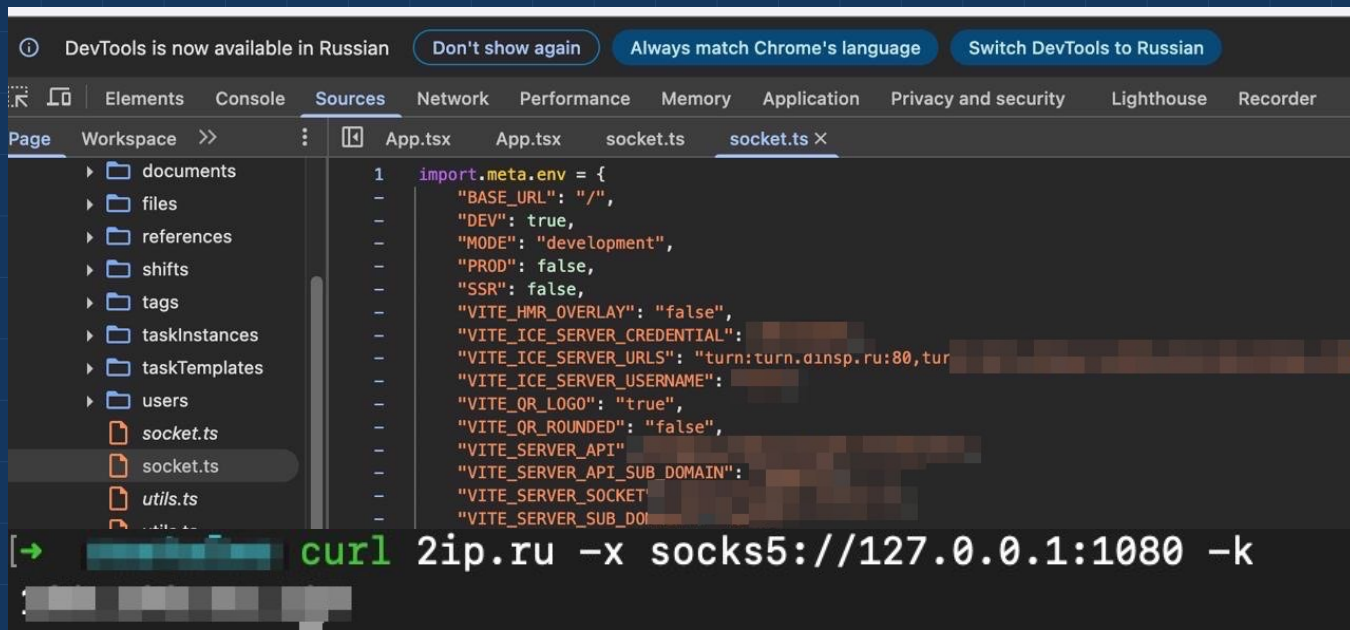 DevTools is now available in Russian Don't show again Always match Chrome's language Switch DevTools to Russian
Elements Console Sources Network Performance Memory Application Privacy and security Lighthouse Recorder
Page Workspace App.tsx App.tsx socket.ts socket.ts
documents
files
references
shifts
tags
taskInstances
taskTemplates
users
socket.ts
socket.ts
utils.ts
1 import.meta.env = {
"BASE_URL": "/",
"DEV": true,
"MODE": "development",
"PROD": false,
"SSR": false,
"VITE_HMR_OVERLAY": "false",
"VITE_ICE_SERVER_CREDENTIAL":
"VITE_ICE_SERVER_URLS": "turn:turn.dinsp.ru:80,tur
"VITE_ICE_SERVER_USERNAME":
"VITE_QR_LOGO": "true",
"VITE_QR_ROUNDED": "false",
"VITE_SERVER_API"
"VITE_SERVER_API_SUB_DOMAIN":
"VITE_SERVER_SOCKET
"VITE_SERVER_SUB_DO
curl 2ip.ru -x socks5://127.0.0.1:1080 -k